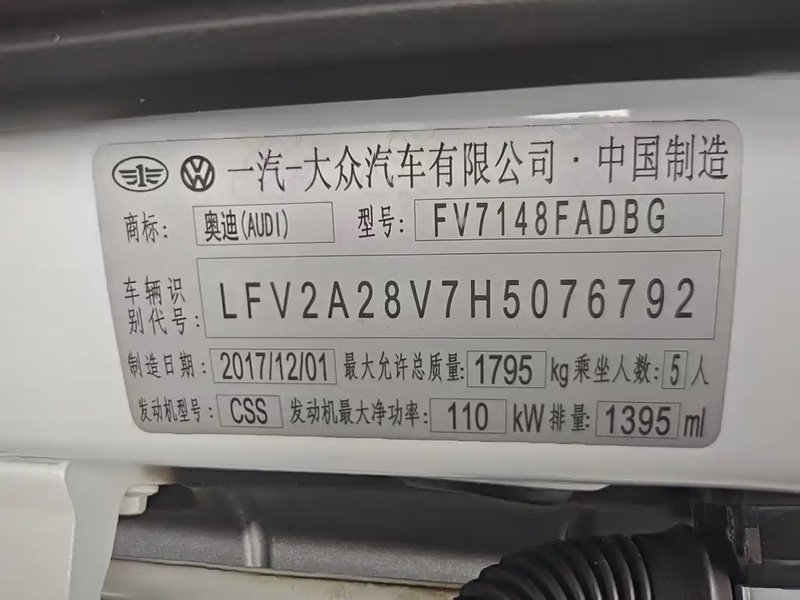 一汽-大众汽车有限公司·中国制造
商标: 奥迪(AUDI) 型号: FV7148FADBG
车辆识别代号: LFV2A28V7H5076792
制造日期: 2017/12/01 最大允许总质量: 1795 kg 乘坐人数: 5 人
发动机型号: CSS 发动机最大净功率: 110 kW 排量: 1395 ml